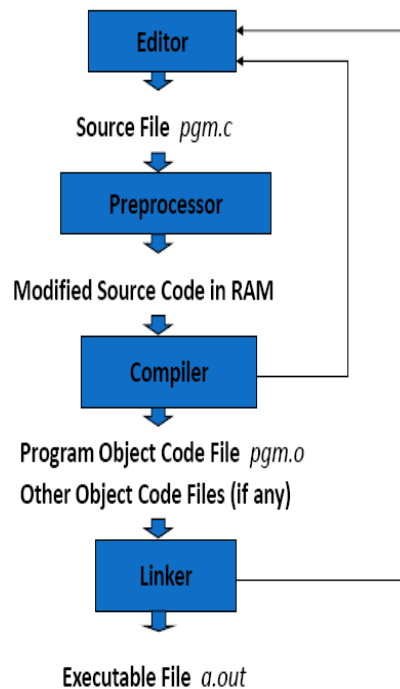 Editor
Source File pgm.c
Preprocessor
Modified Source Code in RAM
Compiler
Program Object Code File pgm.o
Other Object Code Files (if any)
Linker
Executable File a.out